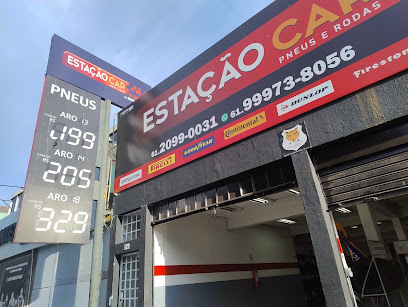 ESTAÇÃO CAR
PNEUS
ARO 13
199
ARO 14
205
ARO 18
329
ESTAÇÃO CAR
PNEUS E RODAS
61.2099-0031 61.99973-8056
PIRELLI
GOODYEAR
Continental
DUNLOP
Firestone